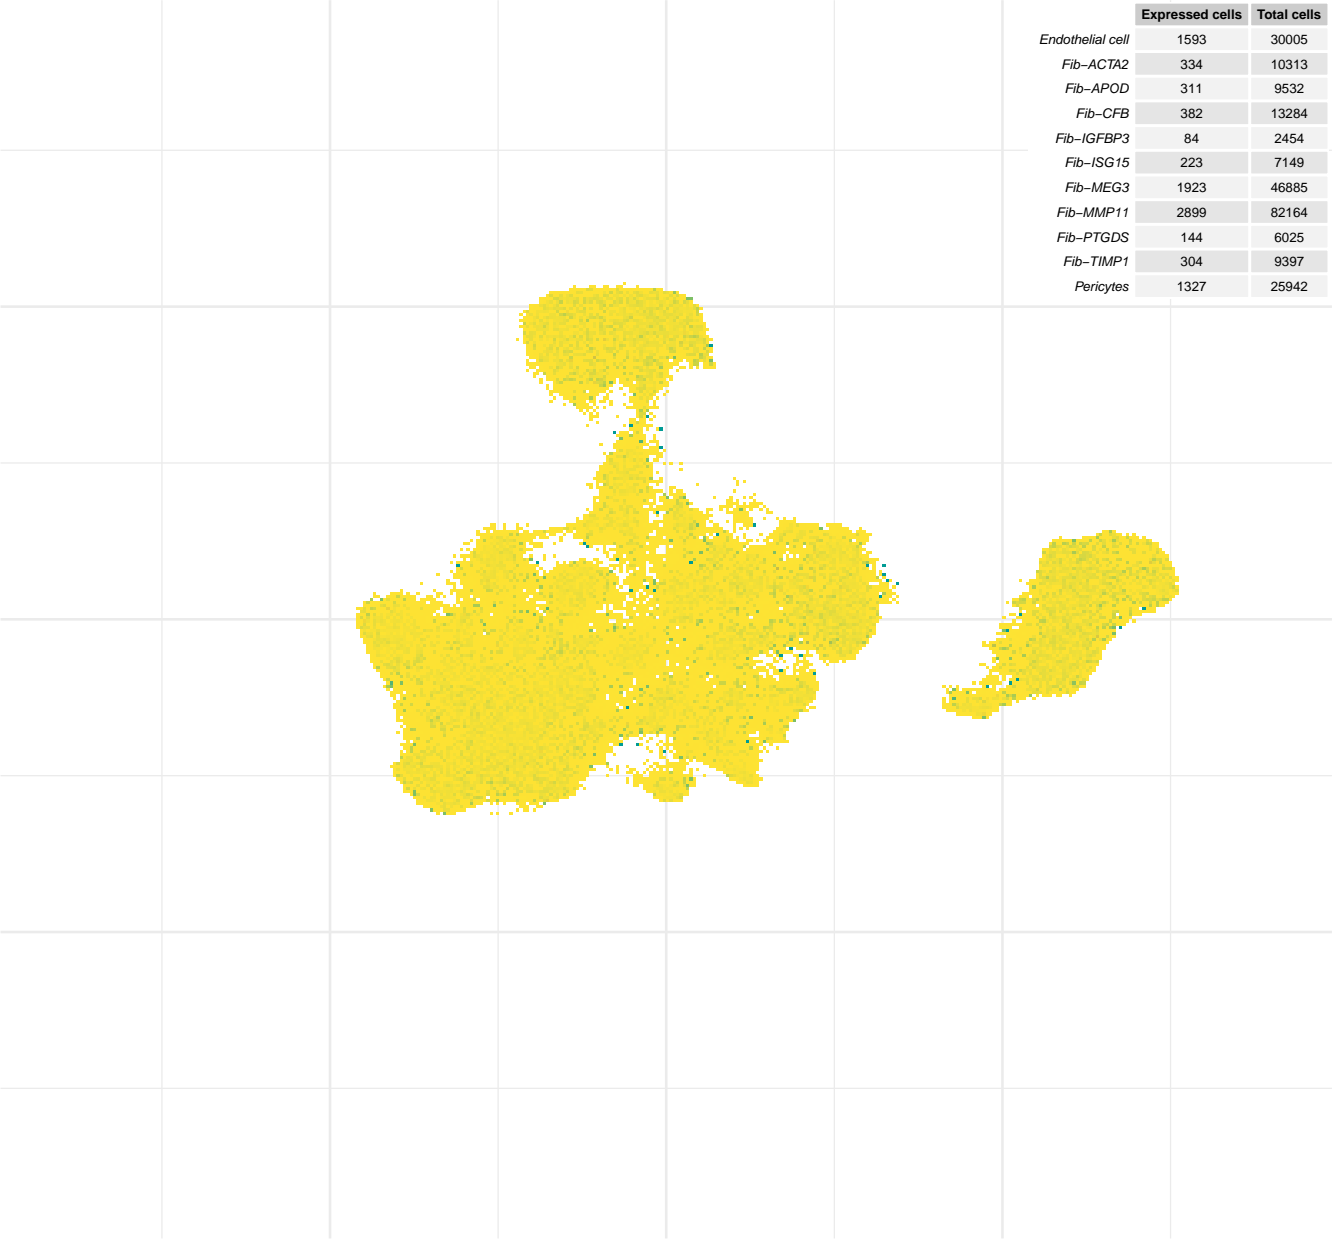 Expressed cells Total cells
Endothelial cell 1593 30005
Fib−ACTA2 334 10313
Fib−APOD 311 9532
Fib−CFB 382 13284
Fib−IGFBP3 84 2454
Fib−ISG15 223 7149
Fib−MEG3 1923 46885
Fib−MMP11 2899 82164
Fib−PTGDS 144 6025
Fib−TIMP1 304 9397
Pericytes 1327 25942